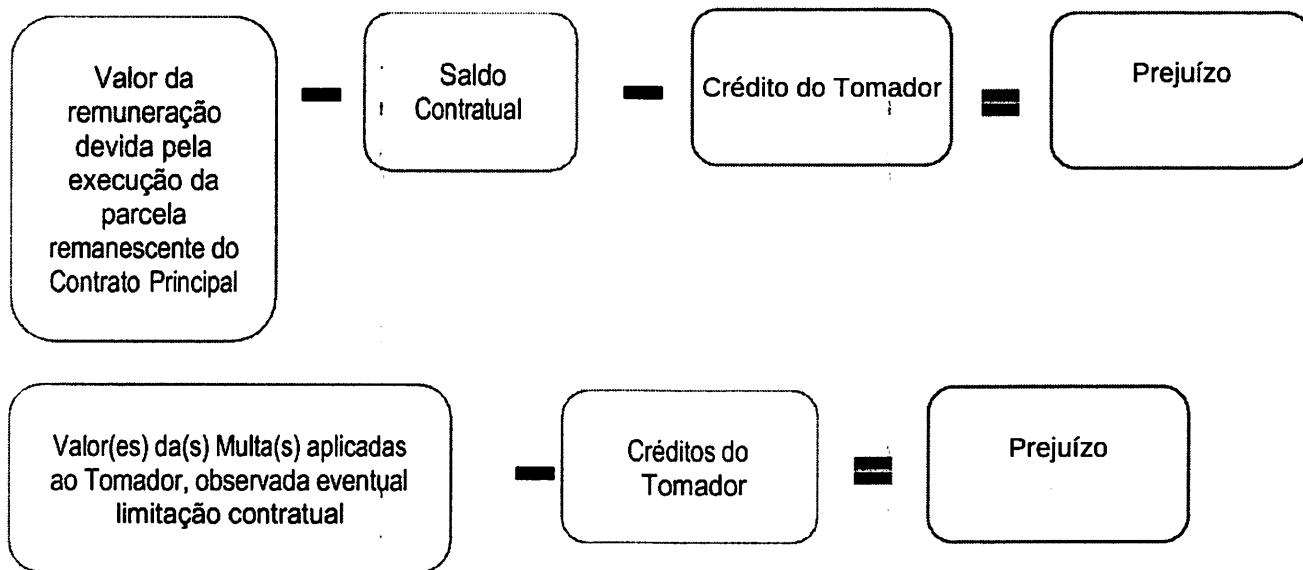 Valor da
remuneração
devida pela
execução da
parcela
remanescente do
Contrato Principal
Saldo
Contratual
Crédito do Tomador
Prejuízo
Valor(es) da(s) Multa(s) aplicadas
ao Tomador, observada eventual
limitação contratual
Créditos do
Tomador
Prejuízo